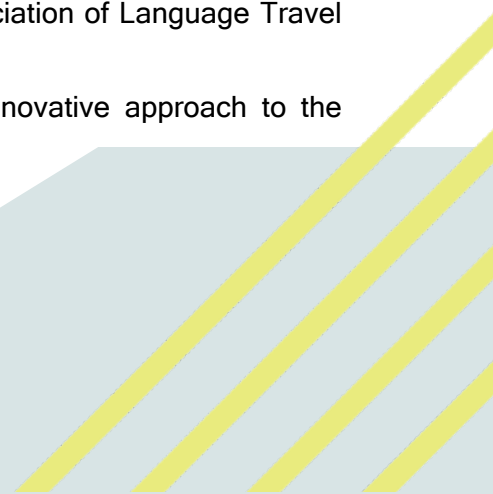 ciation of Language Travel
novative approach to the